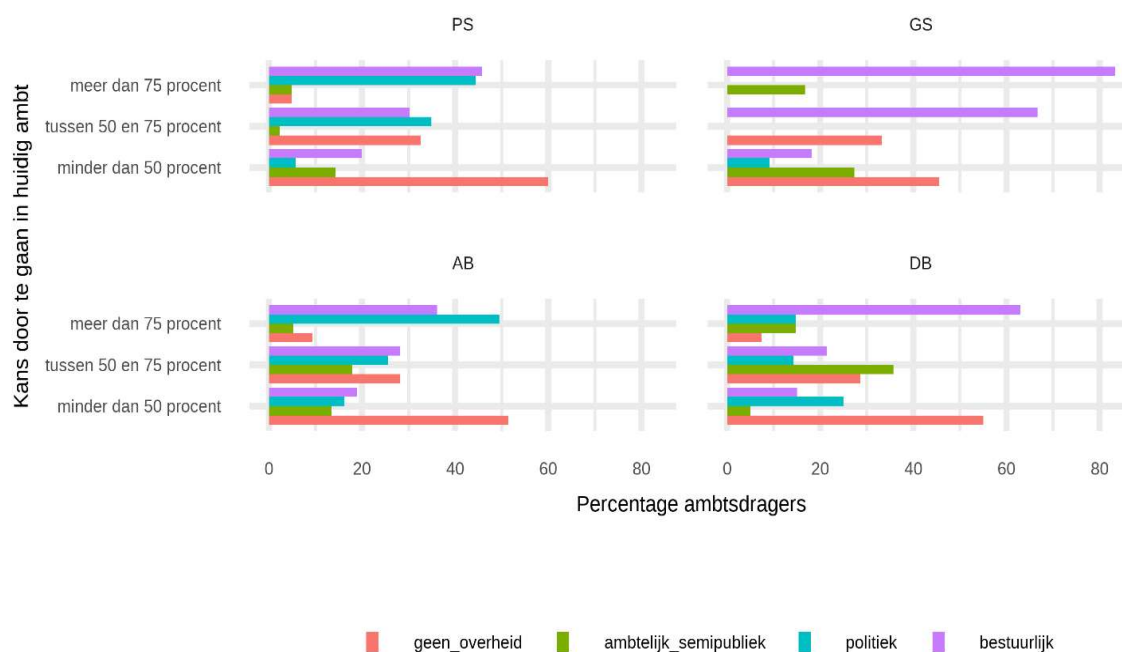 PS
GS
Kans door te gaan in huidig ambt
meer dan 75 procent
tussen 50 en 75 procent
minder dan 50 procent
AB
DB
meer dan 75 procent
tussen 50 en 75 procent
minder dan 50 procent
0 20 40 60 80 0 20 40 60 80
Percentage ambtsdragers
geen_overheid ambtelijk_semipubliek politiek bestuurlijk